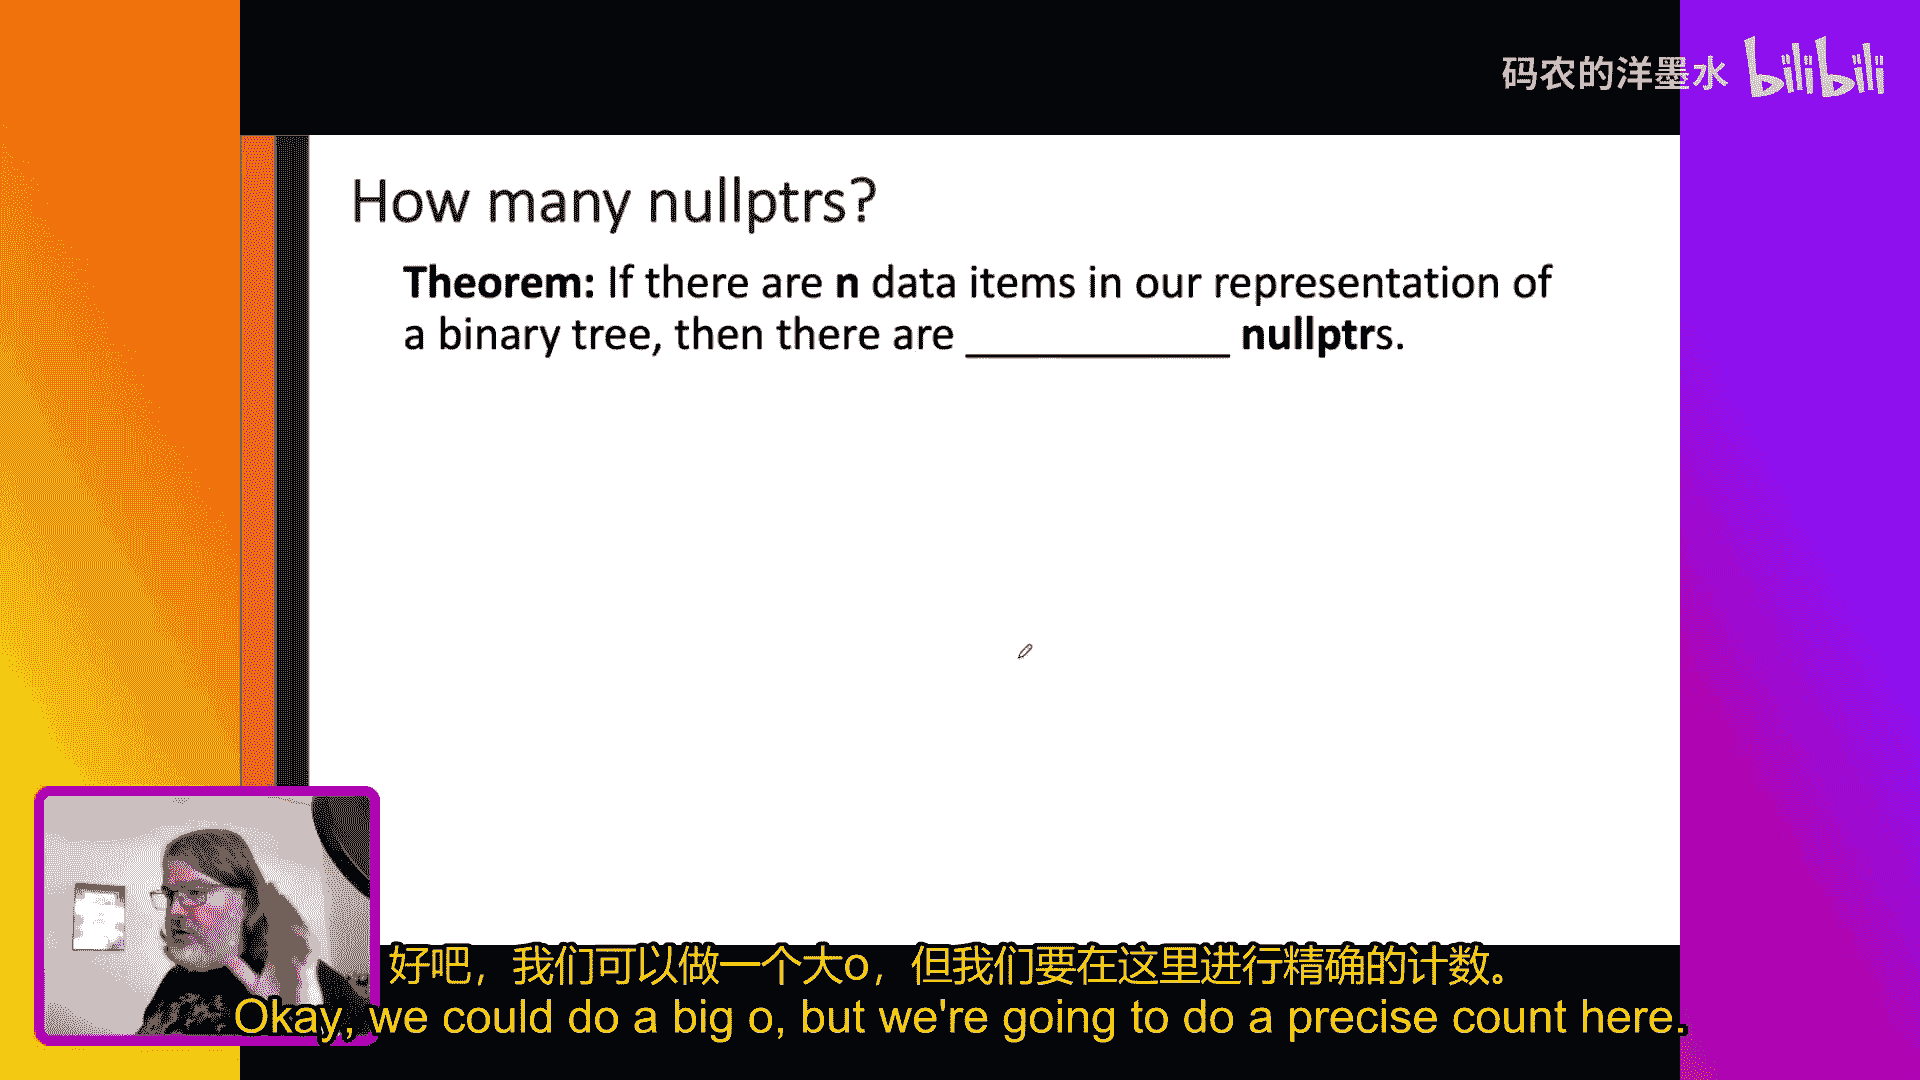 码农的洋墨水 bilibili
How many nullptrs?
Theorem: If there are n data items in our representation of
a binary tree, then there are ___________ nullptrs.
好吧，我们可以做一个大o，但我们要在这里进行精确的计数。
Okay, we could do a big o, but we're going to do a precise count here.